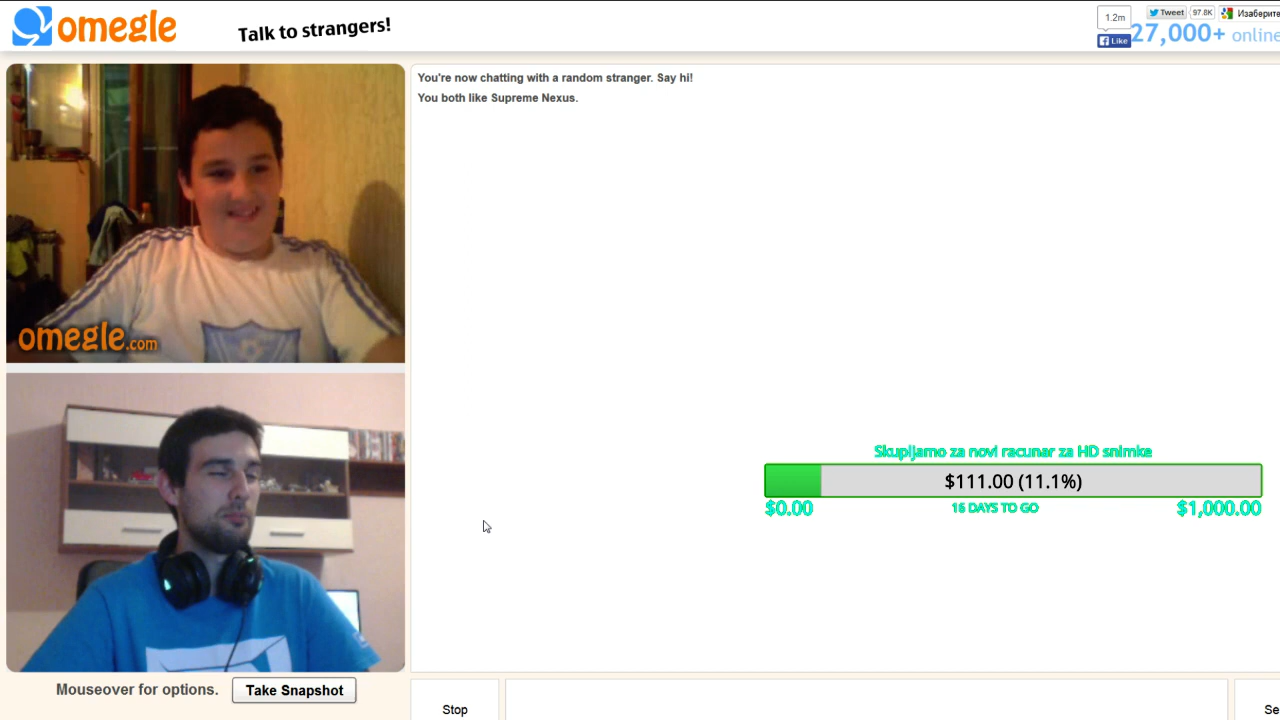 omegle
Talk to strangers!
1.2m
Like
Tweet
97.8K
Изаберите
27,000+ online
You're now chatting with a random stranger. Say hi!
You both like Supreme Nexus.
omegle.com
Skupljamo za novi racunar za HD snimke
$111.00 (11.1%)
$0.00
16 DAYS TO GO
$1,000.00
Mouseover for options.
Take Snapshot
Stop
Se